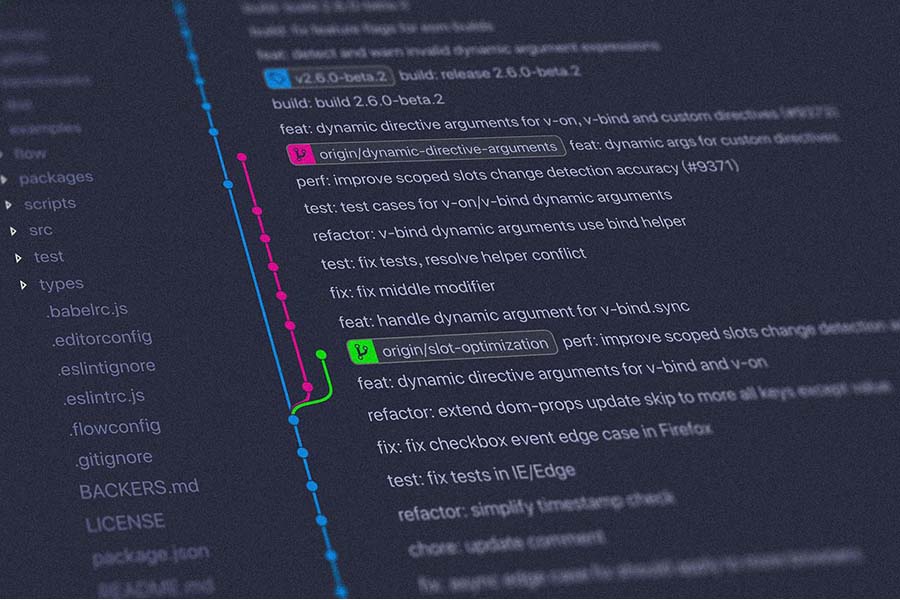 examples
flow
packages
scripts
src
test
types
.babelrc.js
.editorconfig
.eslintignore
.eslintrc.js
.flowconfig
.gitignore
BACKERS.md
LICENSE
package.json
README.md
build: fix feature flags for esm builds
feat: detect and warn invalid dynamic argument expressions
v2.6.0-beta.2 build: release 2.6.0-beta.2
build: build 2.6.0-beta.2
feat: dynamic directive arguments for v-on, v-bind and custom directives
origin/dynamic-directive-arguments feat: dynamic args for custom directives
perf: improve scoped slots change detection accuracy (#9371)
test: test cases for v-on/v-bind dynamic arguments
refactor: v-bind dynamic arguments use bind helper
test: fix tests, resolve helper conflict
fix: fix middle modifier
feat: handle dynamic argument for v-bind.sync
origin/slot-optimization perf: improve scoped slots change detection
feat: dynamic directive arguments for v-bind and v-on
refactor: extend dom-props update skip to more all keys except value
fix: fix checkbox event edge case in Firefox
test: fix tests in IE/Edge
refactor: simplify timestamp check
chore: update comment
fix: async edge case fix should apply to more browsers